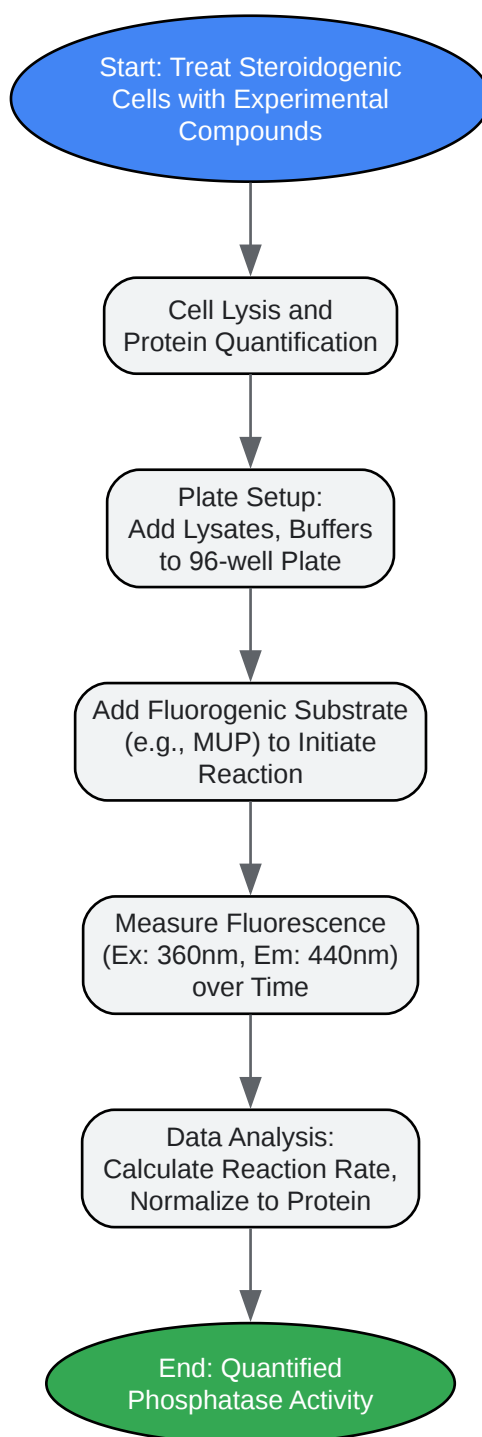 Start: Treat Steroidogenic
Cells with Experimental
Compounds
Cell Lysis and
Protein Quantification
Plate Setup:
Add Lysates, Buffers
to 96-well Plate
Add Fluorogenic Substrate
(e.g., MUP) to Initiate
Reaction
Measure Fluorescence
(Ex: 360nm, Em: 440nm)
over Time
Data Analysis:
Calculate Reaction Rate,
Normalize to Protein
End: Quantified
Phosphatase Activity